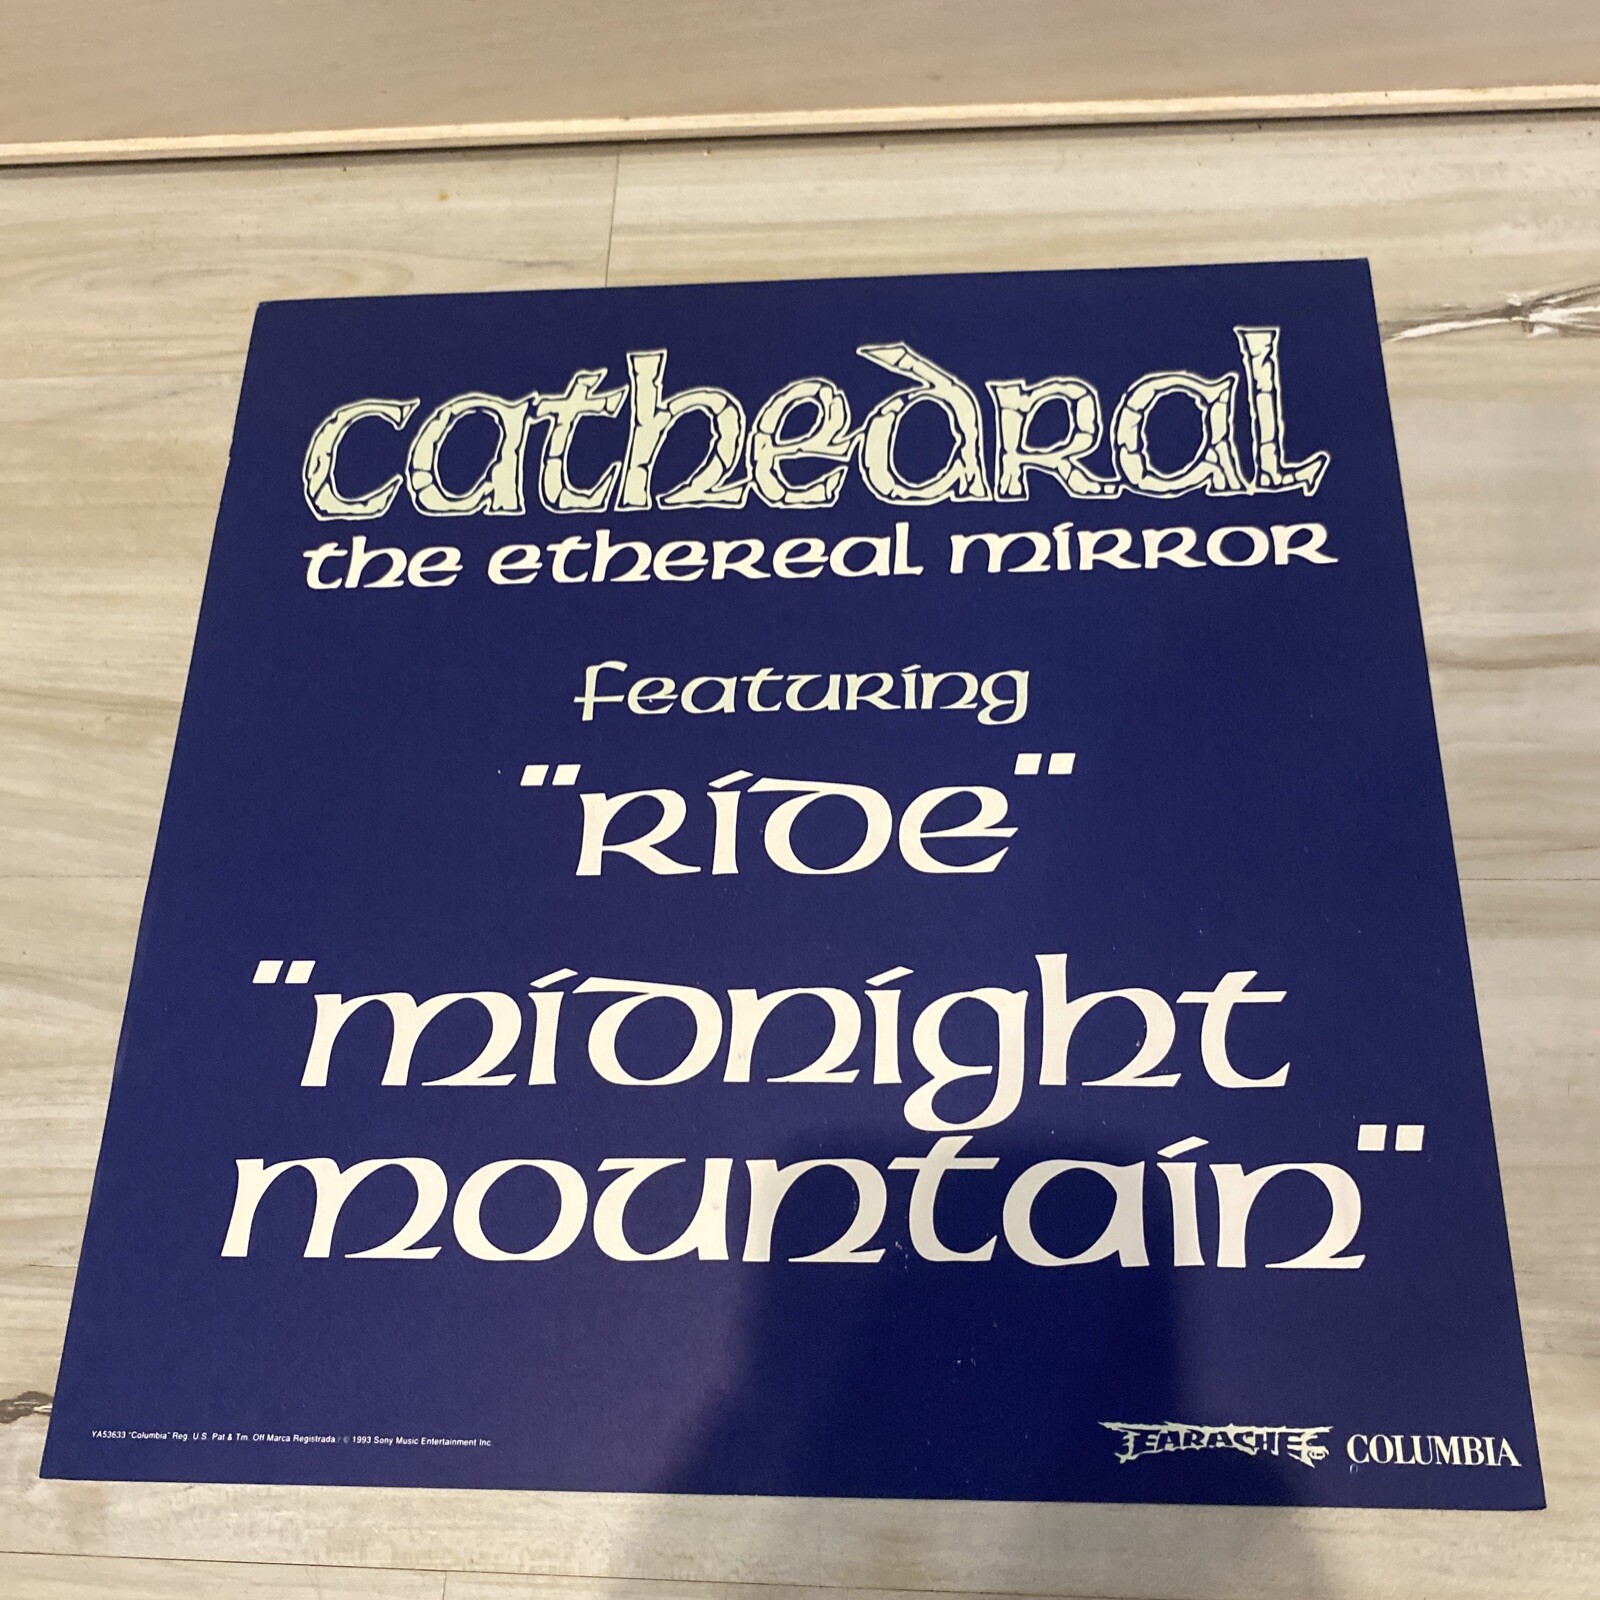 cathedral
the ethereal mirror
featuring
"ride"
"midnight
mountain"
YA53633 "Columbia" Reg. U.S. Pat & Tm. Off Marca Registrada / © 1993 Sony Music Entertainment Inc.
EARACHE COLUMBIA